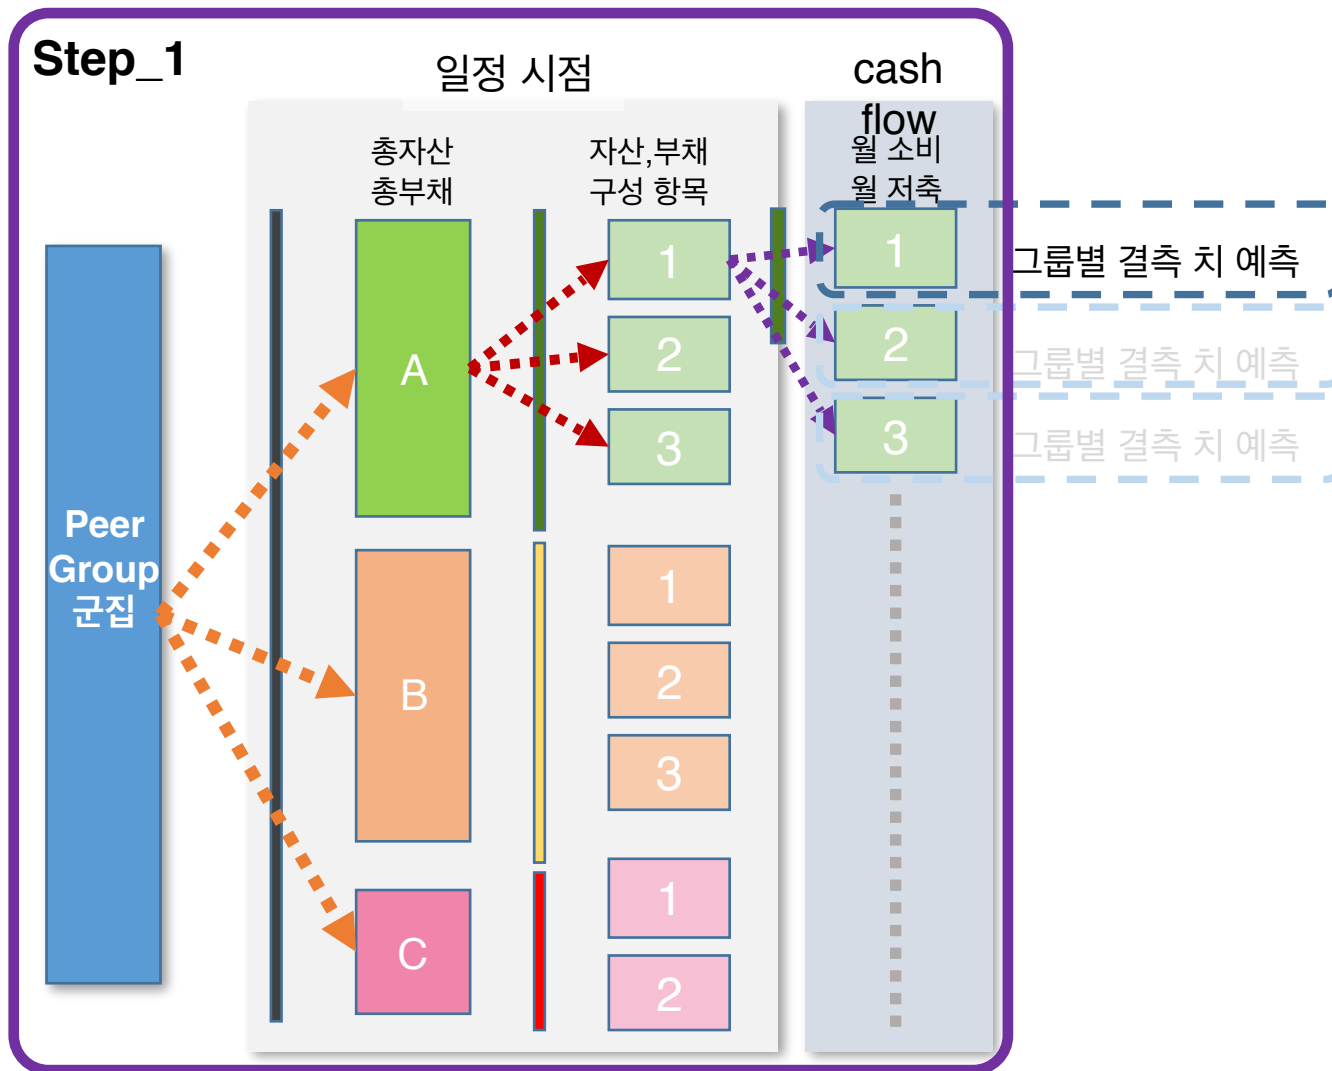 Step_1
일정 시점
cash
flow
총자산
총부채
자산,부채
구성 항목
월 소비
월 저축
Peer
Group
군집
A
1
2
3
B
1
2
3
C
1
2
1
2
3
그룹별 결측 치 예측
그룹별 결측 치 예측
그룹별 결측 치 예측